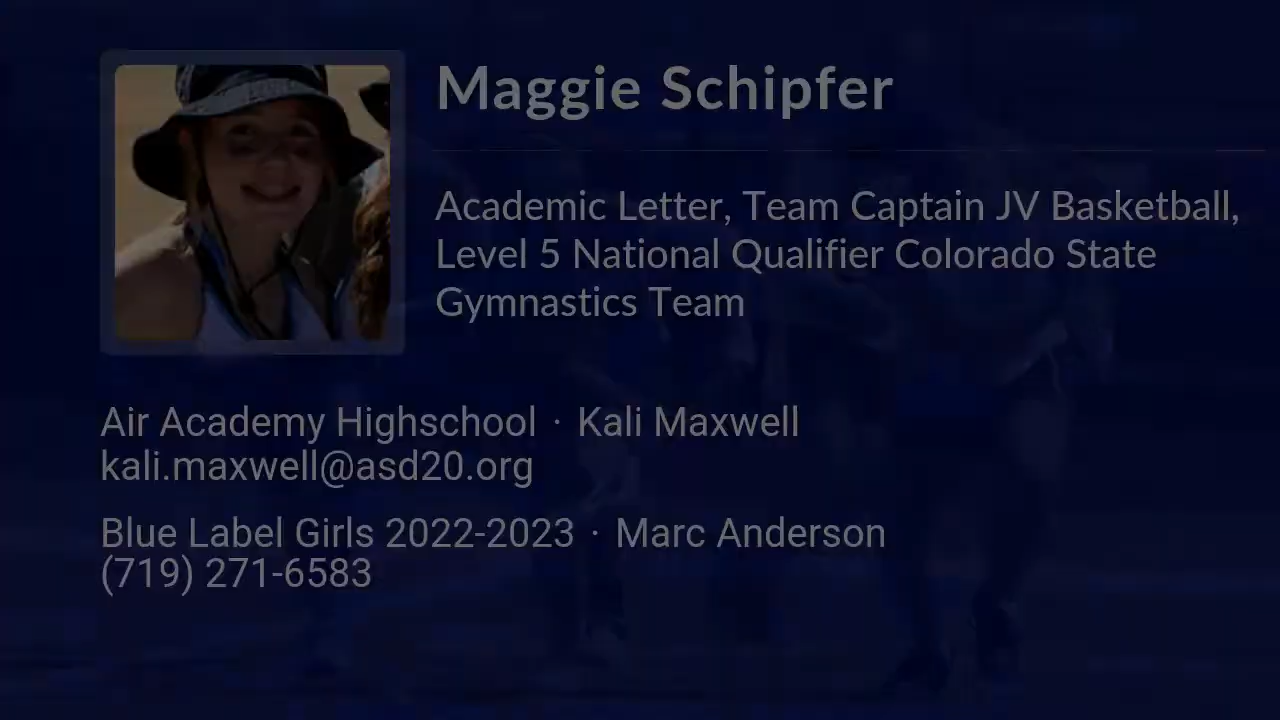 Maggie Schipfer
Academic Letter, Team Captain JV Basketball,
Level 5 National Qualifier Colorado State
Gymnastics Team
Air Academy Highschool · Kali Maxwell
kali.maxwell@asd20.org
Blue Label Girls 2022-2023 · Marc Anderson
(719) 271-6583